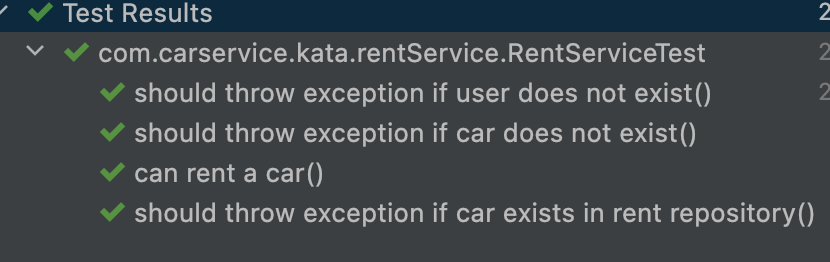 Test Results
com.carservice.kata.rentService.RentServiceTest
should throw exception if user does not exist()
should throw exception if car does not exist()
can rent a car()
should throw exception if car exists in rent repository()